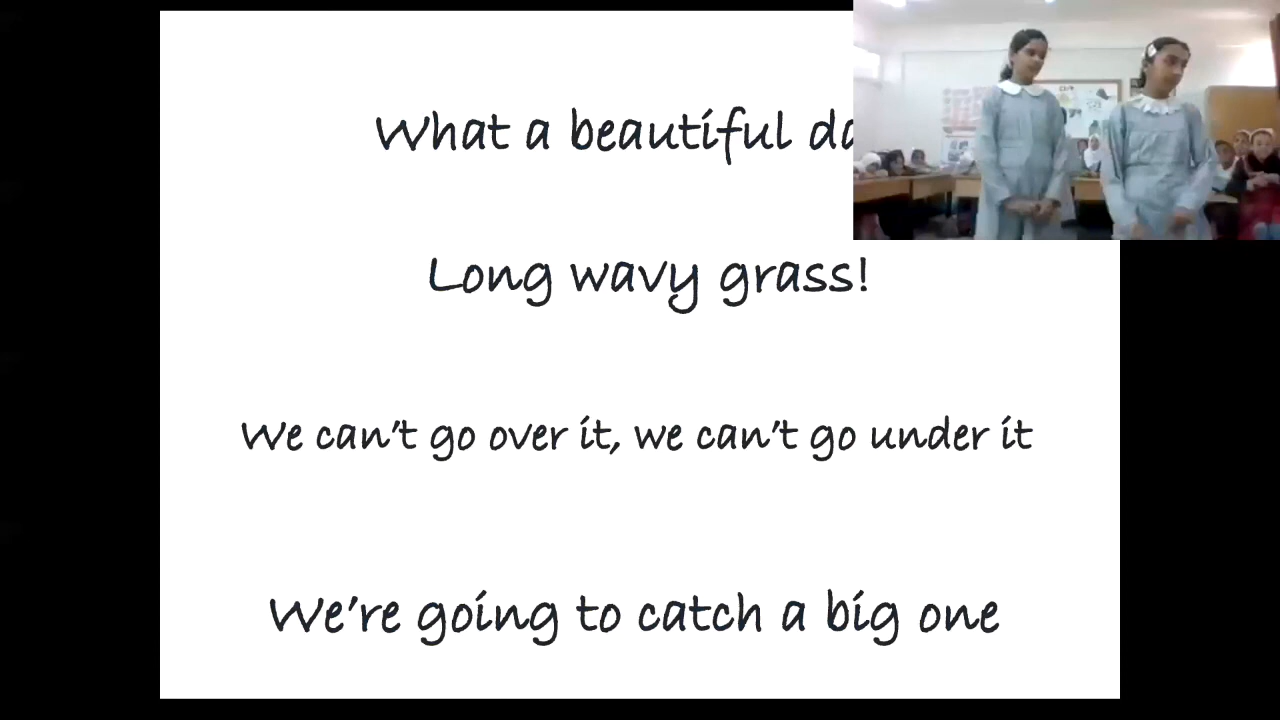 What a beautiful da
Long wavy grass!
We can't go over it, we can't go under it
We're going to catch a big one